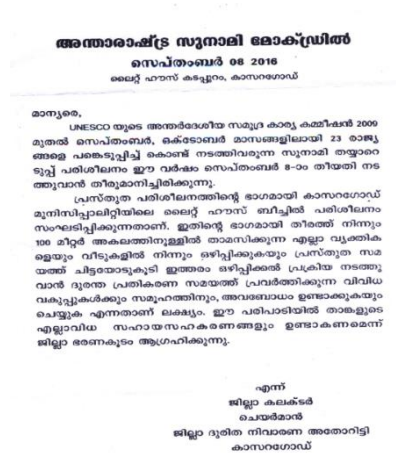 അന്താരാഷ്ട്ര സുനാമി മോക്ഡ്രിൽ
സെപ്തംബർ 08 2016
ലൈറ്റ് ഹൗസ് കടപ്പുറം, കാസറഗോഡ്
മാന്യരെ,
UNESCO യുടെ അന്തർദേശീയ സമുദ്ര കാര്യ കമ്മീഷൻ 2009
മുതൽ സെപ്തംബർ, ഒക്ടോബർ മാസങ്ങളിലായി 23 രാജ്യ
ങ്ങളെ പങ്കെടുപ്പിച്ച് കൊണ്ട് നടത്തിവരുന്ന സുനാമി തയ്യാറെ
ടുപ്പ് പരിശീലനം ഈ വർഷം സെപ്തംബർ 8-ാം തീയതി നട
ത്തുവാൻ തീരുമാനിച്ചിരിക്കുന്നു.
പ്രസ്തുത പരിശീലനത്തിന്റെ ഭാഗമായി കാസറഗോഡ്
മുനിസിപ്പാലിറ്റിയിലെ ലൈറ്റ് ഹൗസ് ബീച്ചിൽ പരിശീലനം
സംഘടിപ്പിക്കുന്നതാണ്. ഇതിന്റെ ഭാഗമായി തീരത്ത് നിന്നും
100 മീറ്റർ അകലത്തിനുള്ളിൽ താമസിക്കുന്ന എല്ലാ വ്യക്തിക
ളെയും വീടുകളിൽ നിന്നും ഒഴിപ്പിക്കുകയും പ്രസ്തുത സമ
യത്ത് ചിട്ടയോടുകൂടി ഇത്തരം ഒഴിപ്പിക്കൽ പ്രക്രിയ നടത്തു
വാൻ ദുരന്ത പ്രതികരണ സമയത്ത് പ്രവർത്തിക്കുന്ന വിവിധ
വകുപ്പുകൾക്കും സമൂഹത്തിനും, അവബോധം ഉണ്ടാക്കുകയും
ചെയ്യുക എന്നതാണ് ലക്ഷ്യം. ഈ പരിപാടിയിൽ താങ്കളുടെ
എല്ലാവിധ സഹായസഹകരണങ്ങളും ഉണ്ടാകണമെന്ന്
ജില്ലാ ഭരണകൂടം ആഗ്രഹിക്കുന്നു.
എന്ന്
ജില്ലാ കലക്ടർ
ചെയർമാൻ
ജില്ലാ ദുരിത നിവാരണ അതോറിട്ടി
കാസറഗോഡ്